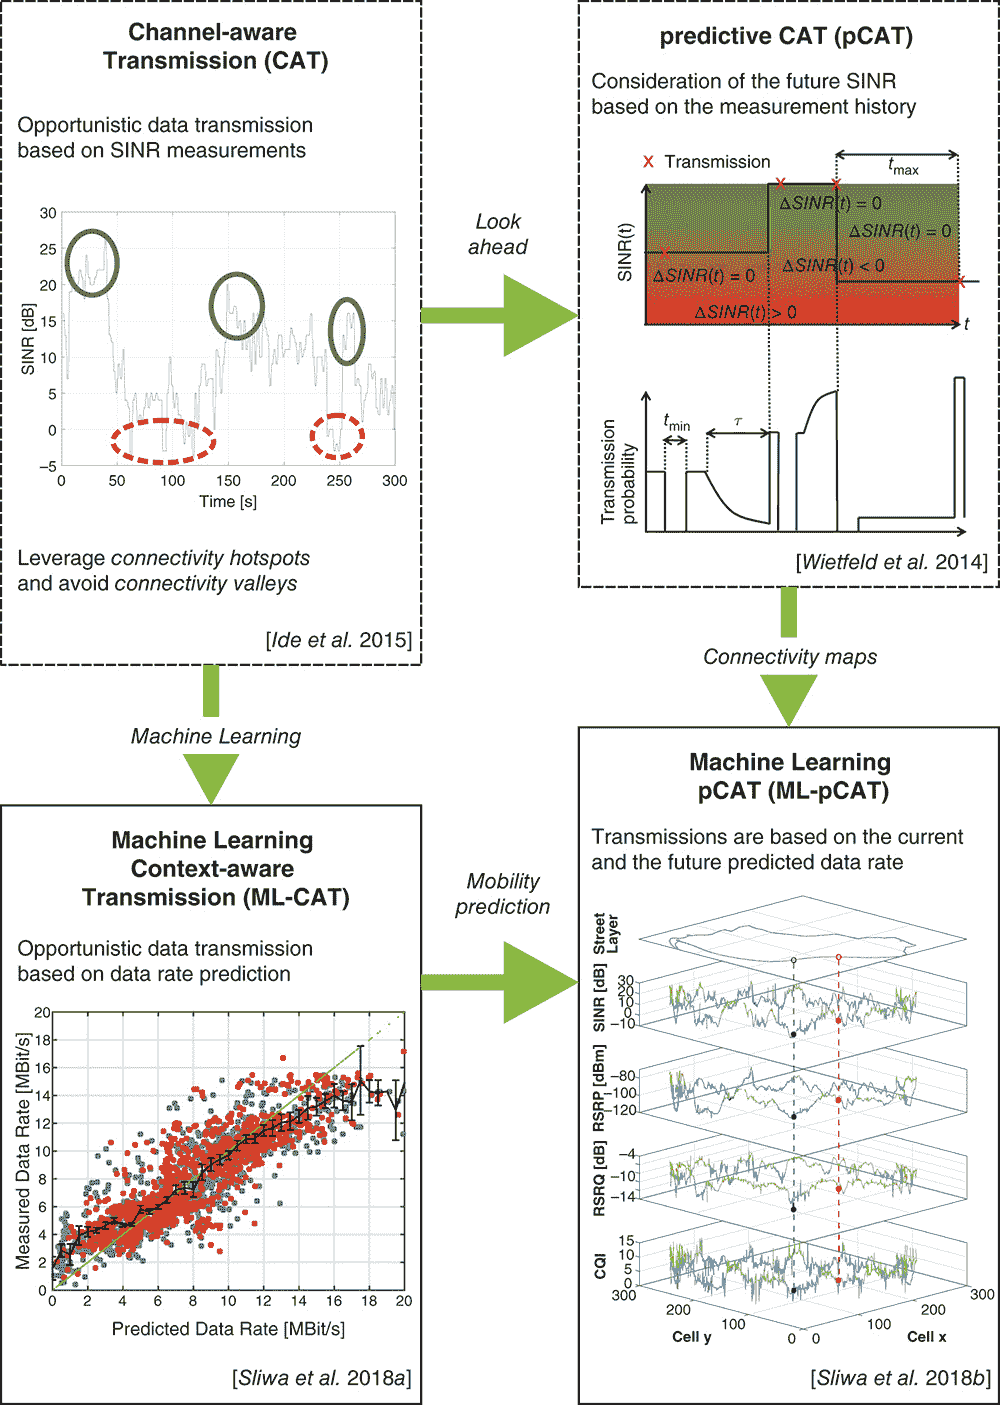 Channel-aware
Transmission (CAT)
Opportunistic data transmission
based on SINR measurements
SINR [dB]
30
25
20
15
10
5
0
−5
0 50 100 150 200 250 300
Time [s]
Leverage connectivity hotspots
and avoid connectivity valleys
[Ide et al. 2015]
Look
ahead
predictive CAT (pCAT)
Consideration of the future SINR
based on the measurement history
× Transmission
tmax
SINR(t)
ΔSINR(t) = 0
ΔSINR(t) = 0
ΔSINR(t) = 0
ΔSINR(t) < 0
ΔSINR(t) > 0
t
Transmission
probability
tmin
τ
[Wietfeld et al. 2014]
Machine Learning
Connectivity maps
Machine Learning
Context-aware
Transmission (ML-CAT)
Opportunistic data transmission
based on data rate prediction
Measured Data Rate [MBit/s]
20
18
16
14
12
10
8
6
4
2
0
0 2 4 6 8 10 12 14 16 18 20
Predicted Data Rate [MBit/s]
[Sliwa et al. 2018a]
Mobility
prediction
Machine Learning
pCAT (ML-pCAT)
Transmissions are based on the current
and the future predicted data rate
Street
Layer
SINR [dB]
30
20
10
0
−10
RSRP [dBm]
−80
−100
−120
RSRQ [dB]
−4
−10
−14
CQI
15
10
5
0
300 200 100 0
Cell y
0 100 200 300
Cell x
[Sliwa et al. 2018b]